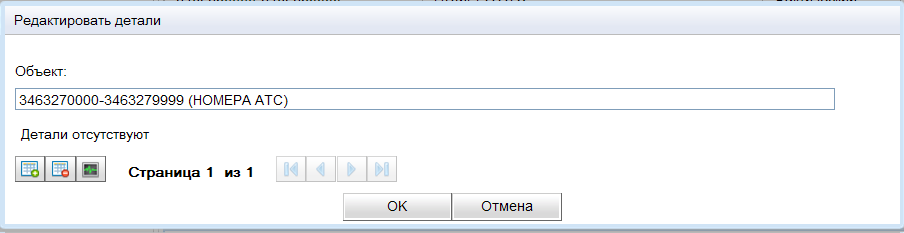 Редактировать детали
Объект:
3463270000-3463279999 (НОМЕРА АТС)
Детали отсутствуют
Страница 1 из 1
OK
Отмена